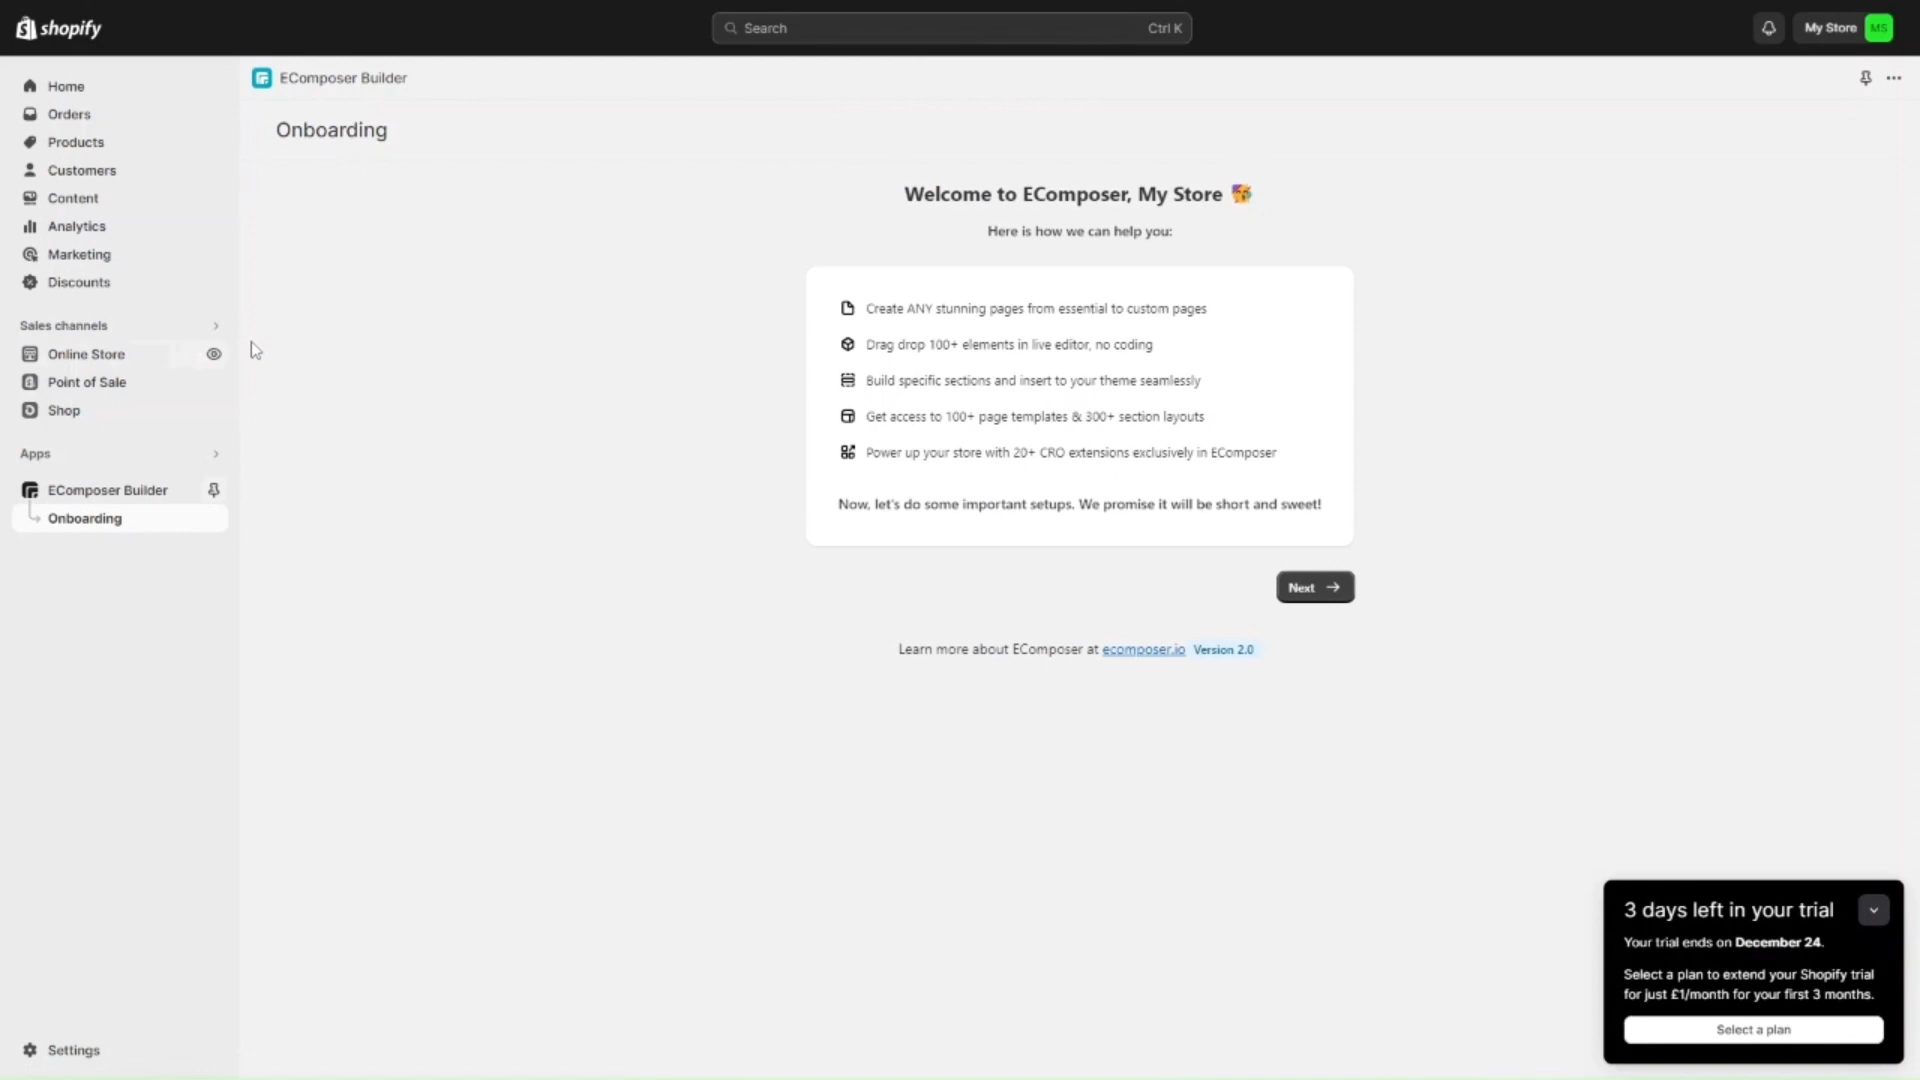 shopify
Search
Ctrl K
My Store
MS
Home
Orders
Products
Customers
Content
Analytics
Marketing
Discounts
Sales channels
Online Store
Point of Sale
Shop
Apps
EComposer Builder
Onboarding
Settings
EComposer Builder
Onboarding
Welcome to EComposer, My Store 🥳
Here is how we can help you:
Create ANY stunning pages from essential to custom pages
Drag drop 100+ elements in live editor, no coding
Build specific sections and insert to your theme seamlessly
Get access to 100+ page templates & 300+ section layouts
Power up your store with 20+ CRO extensions exclusively in EComposer
Now, let's do some important setups. We promise it will be short and sweet!
Next →
Learn more about EComposer at ecomposer.io Version 2.0
3 days left in your trial
Your trial ends on December 24.
Select a plan to extend your Shopify trial
for just £1/month for your first 3 months.
Select a plan